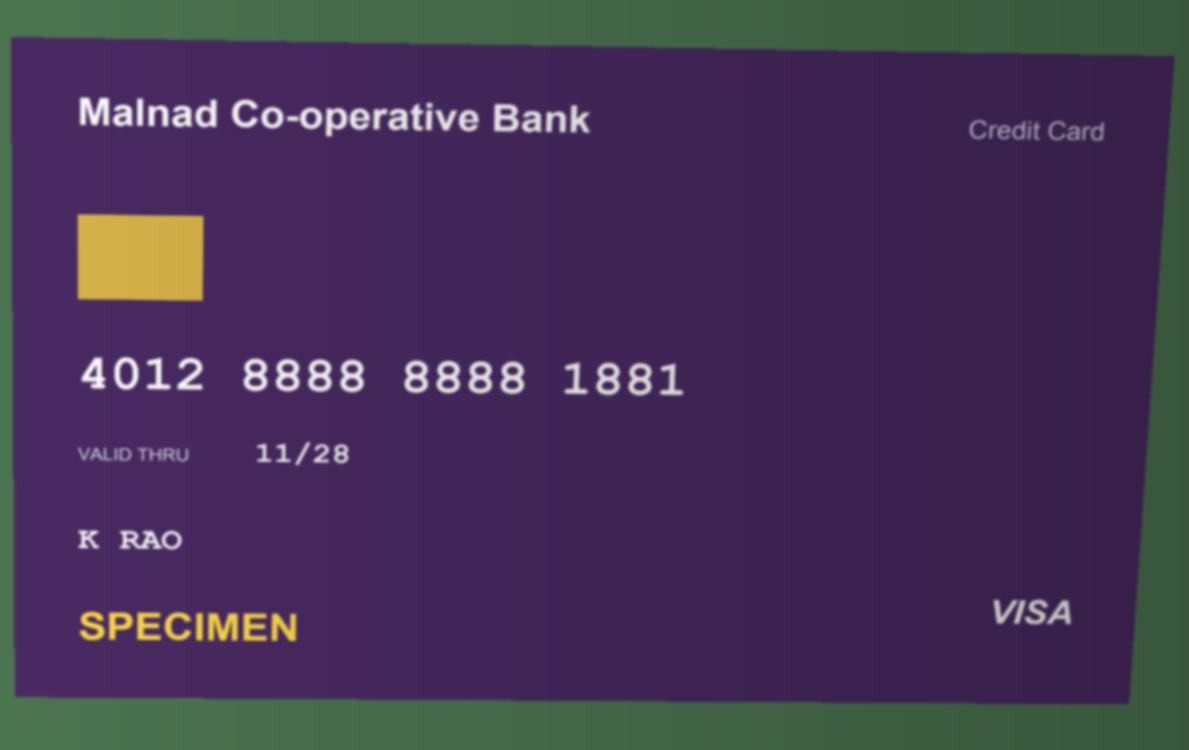 Malnad Co-operative Bank
Credit Card
4012 8888 8888 1881
VALID THRU 11/28
K RAO
SPECIMEN
VISA